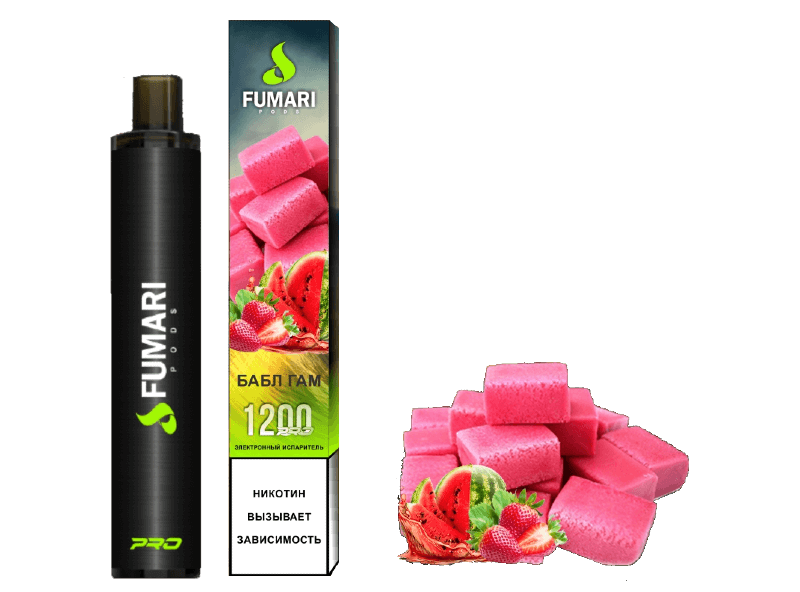 FUMARI
PODS
PRO
FUMARI
PODS
БАБЛ ГАМ
1200
PRO
ЭЛЕКТРОННЫЙ ИСПАРИТЕЛЬ
НИКОТИН
ВЫЗЫВАЕТ
ЗАВИСИМОСТЬ